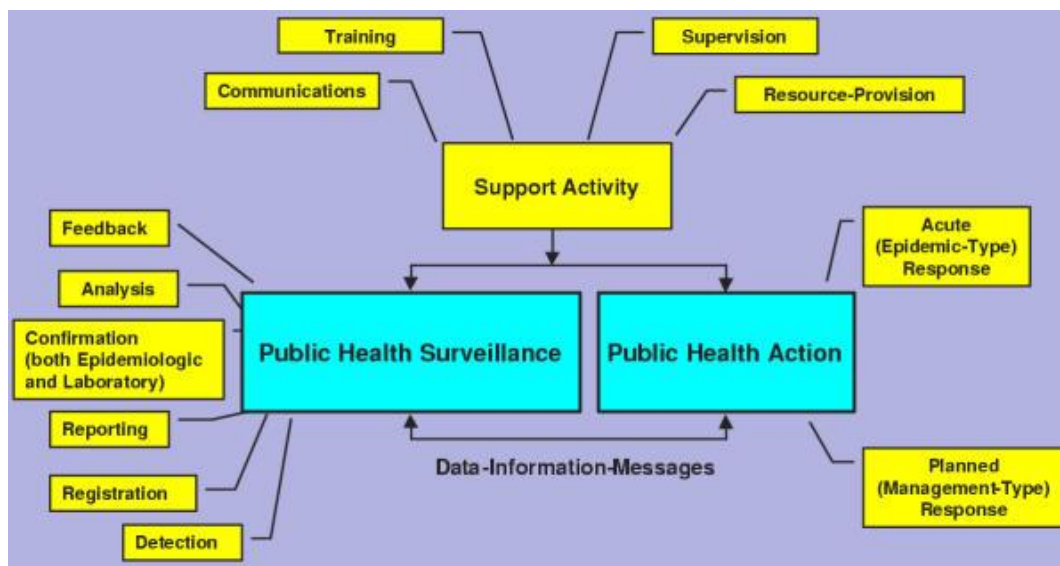 Training
Supervision
Communications
Resource-Provision
Support Activity
Feedback
Analysis
Confirmation
(both Epidemiologic
and Laboratory)
Reporting
Registration
Detection
Public Health Surveillance
Public Health Action
Data-Information-Messages
Acute
(Epidemic-Type)
Response
Planned
(Management-Type)
Response